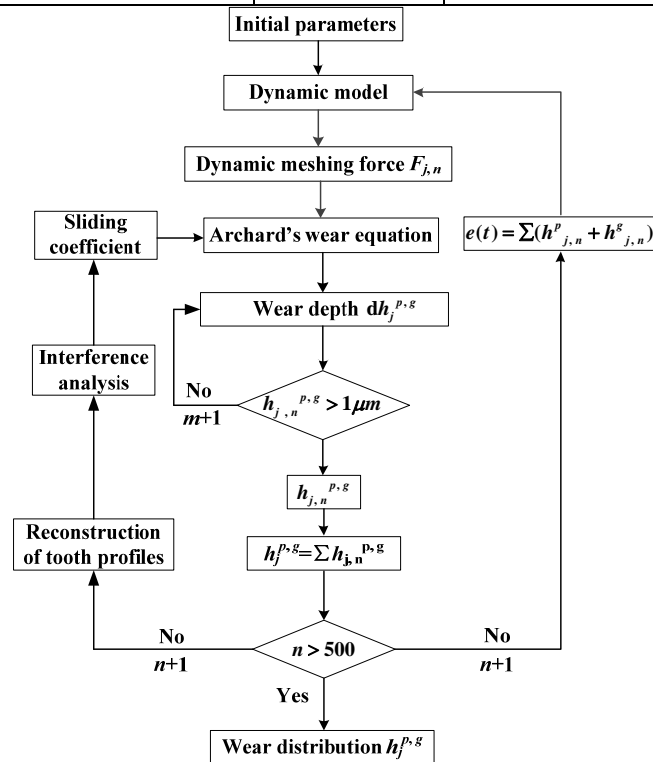 Initial parameters
Dynamic model
Dynamic meshing force F_{j,n}
Sliding
coefficient
Archard's wear equation
e(t) = ∑(h^p_{j,n} + h^g_{j,n})
Wear depth dh_j^{p,g}
Interference
analysis
No
m+1
h_{j,n}^{p,g} > 1μm
h_{j,n}^{p,g}
Reconstruction
of tooth profiles
h_j^{p,g}=∑h_{j,n}^{p,g}
No
n+1
n > 500
No
n+1
Yes
Wear distribution h_j^{p,g}